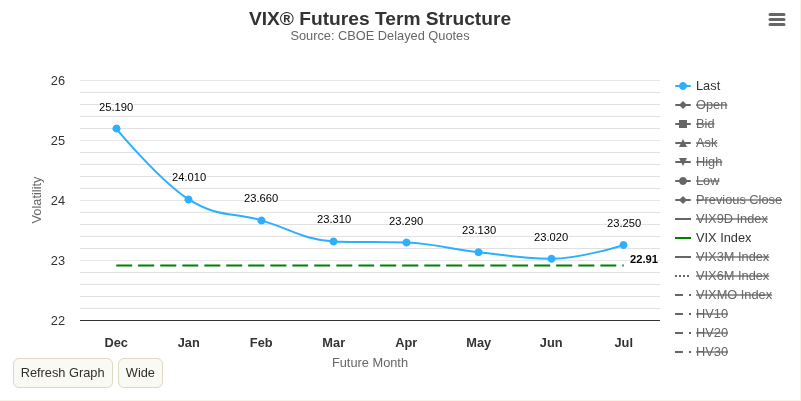 VIX® Futures Term Structure
Source: CBOE Delayed Quotes
Volatility
26
25
24
23
22
25.190
24.010
23.660
23.310
23.290
23.130
23.020
23.250
22.91
Dec
Jan
Feb
Mar
Apr
May
Jun
Jul
Future Month
Last
Open
Bid
Ask
High
Low
Previous Close
VIX9D Index
VIX Index
VIX3M Index
VIX6M Index
VIXMO Index
HV10
HV20
HV30
Refresh Graph
Wide